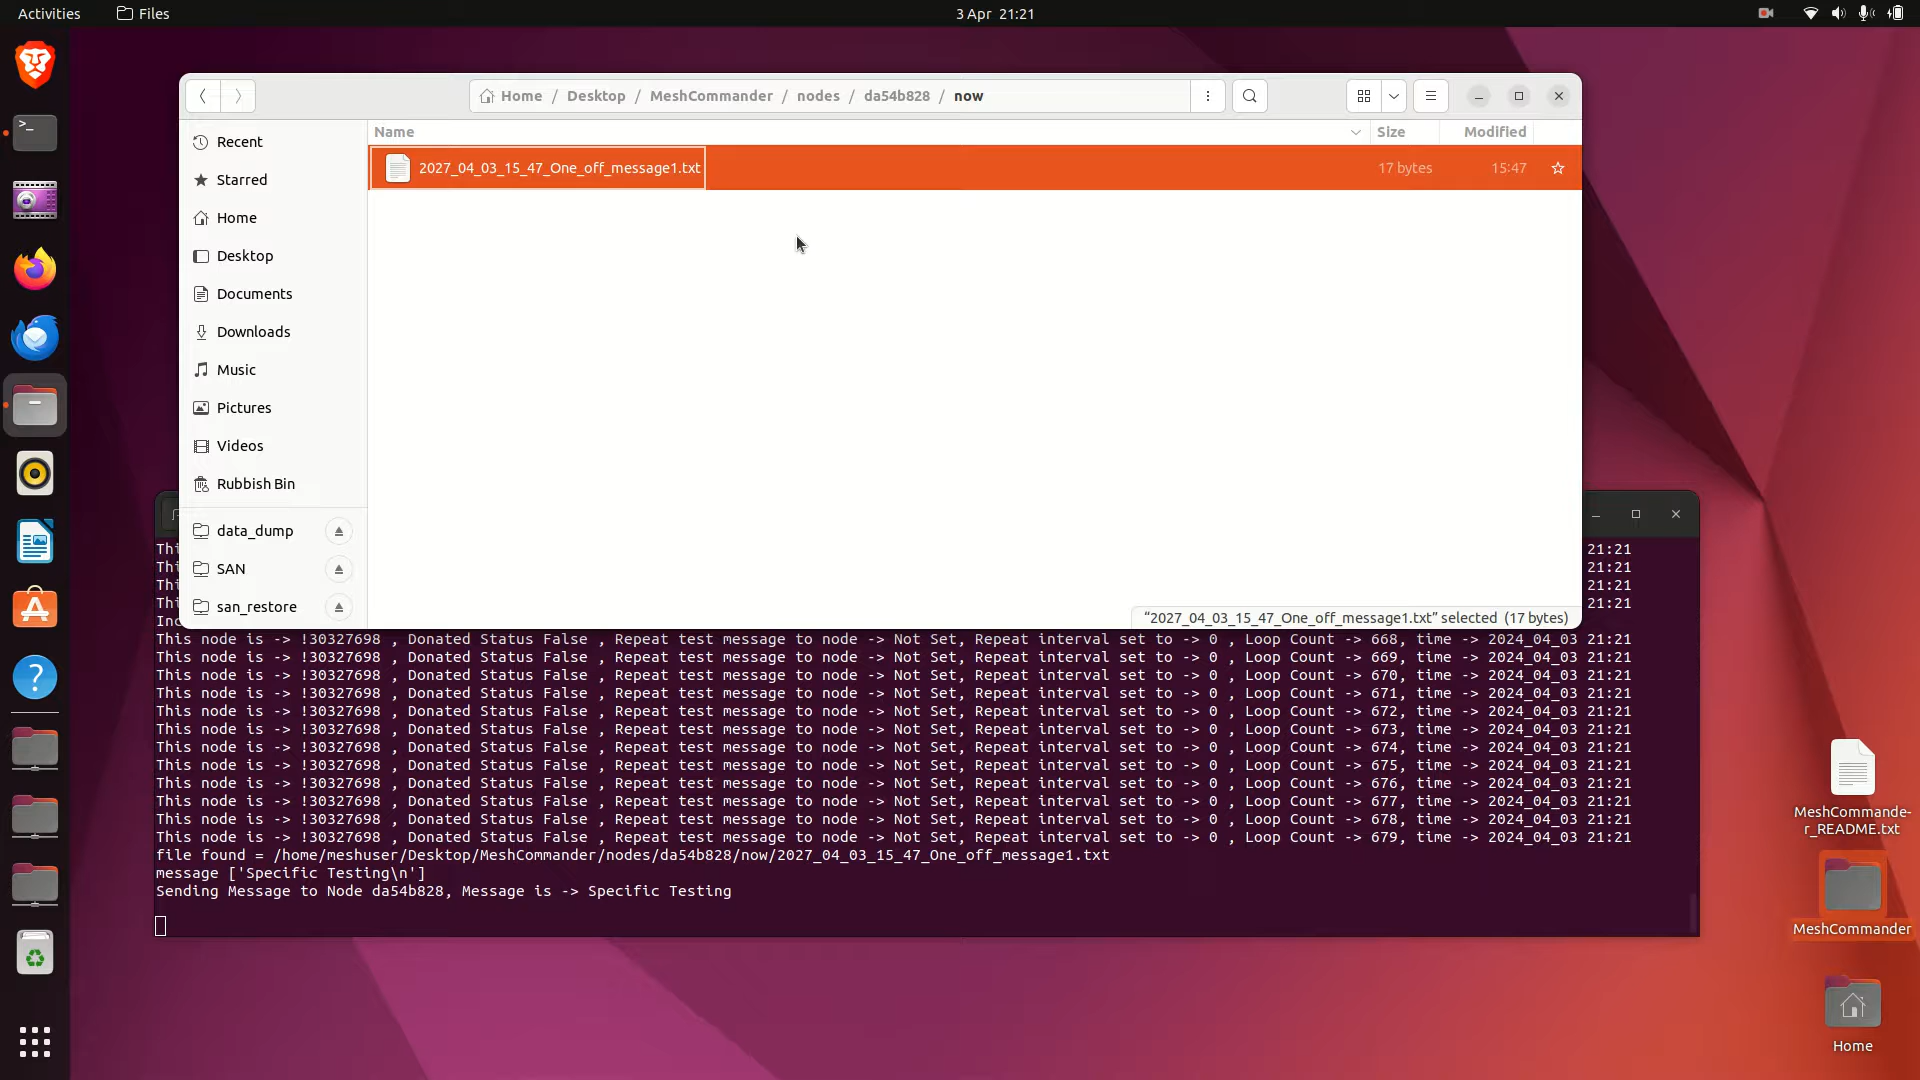 Activities
Files
3 Apr 21:21
Home / Desktop / MeshCommander / nodes / da54b828 / now
Name
Size
Modified
2027_04_03_15_47_One_off_message1.txt
17 bytes
15:47
Recent
Starred
Home
Desktop
Documents
Downloads
Music
Pictures
Videos
Rubbish Bin
data_dump
SAN
san_restore
“2027_04_03_15_47_One_off_message1.txt” selected (17 bytes)
21:21
21:21
21:21
21:21
This node is -> !30327698 , Donated Status False , Repeat test message to node -> Not Set, Repeat interval set to -> 0 , Loop Count -> 668, time -> 2024_04_03 21:21
This node is -> !30327698 , Donated Status False , Repeat test message to node -> Not Set, Repeat interval set to -> 0 , Loop Count -> 669, time -> 2024_04_03 21:21
This node is -> !30327698 , Donated Status False , Repeat test message to node -> Not Set, Repeat interval set to -> 0 , Loop Count -> 670, time -> 2024_04_03 21:21
This node is -> !30327698 , Donated Status False , Repeat test message to node -> Not Set, Repeat interval set to -> 0 , Loop Count -> 671, time -> 2024_04_03 21:21
This node is -> !30327698 , Donated Status False , Repeat test message to node -> Not Set, Repeat interval set to -> 0 , Loop Count -> 672, time -> 2024_04_03 21:21
This node is -> !30327698 , Donated Status False , Repeat test message to node -> Not Set, Repeat interval set to -> 0 , Loop Count -> 673, time -> 2024_04_03 21:21
This node is -> !30327698 , Donated Status False , Repeat test message to node -> Not Set, Repeat interval set to -> 0 , Loop Count -> 674, time -> 2024_04_03 21:21
This node is -> !30327698 , Donated Status False , Repeat test message to node -> Not Set, Repeat interval set to -> 0 , Loop Count -> 675, time -> 2024_04_03 21:21
This node is -> !30327698 , Donated Status False , Repeat test message to node -> Not Set, Repeat interval set to -> 0 , Loop Count -> 676, time -> 2024_04_03 21:21
This node is -> !30327698 , Donated Status False , Repeat test message to node -> Not Set, Repeat interval set to -> 0 , Loop Count -> 677, time -> 2024_04_03 21:21
This node is -> !30327698 , Donated Status False , Repeat test message to node -> Not Set, Repeat interval set to -> 0 , Loop Count -> 678, time -> 2024_04_03 21:21
This node is -> !30327698 , Donated Status False , Repeat test message to node -> Not Set, Repeat interval set to -> 0 , Loop Count -> 679, time -> 2024_04_03 21:21
file found = /home/meshuser/Desktop/MeshCommander/nodes/da54b828/now/2027_04_03_15_47_One_off_message1.txt
message ['Specific Testing\n']
Sending Message to Node da54b828, Message is -> Specific Testing
MeshCommande-
r_README.txt
MeshCommander
Home